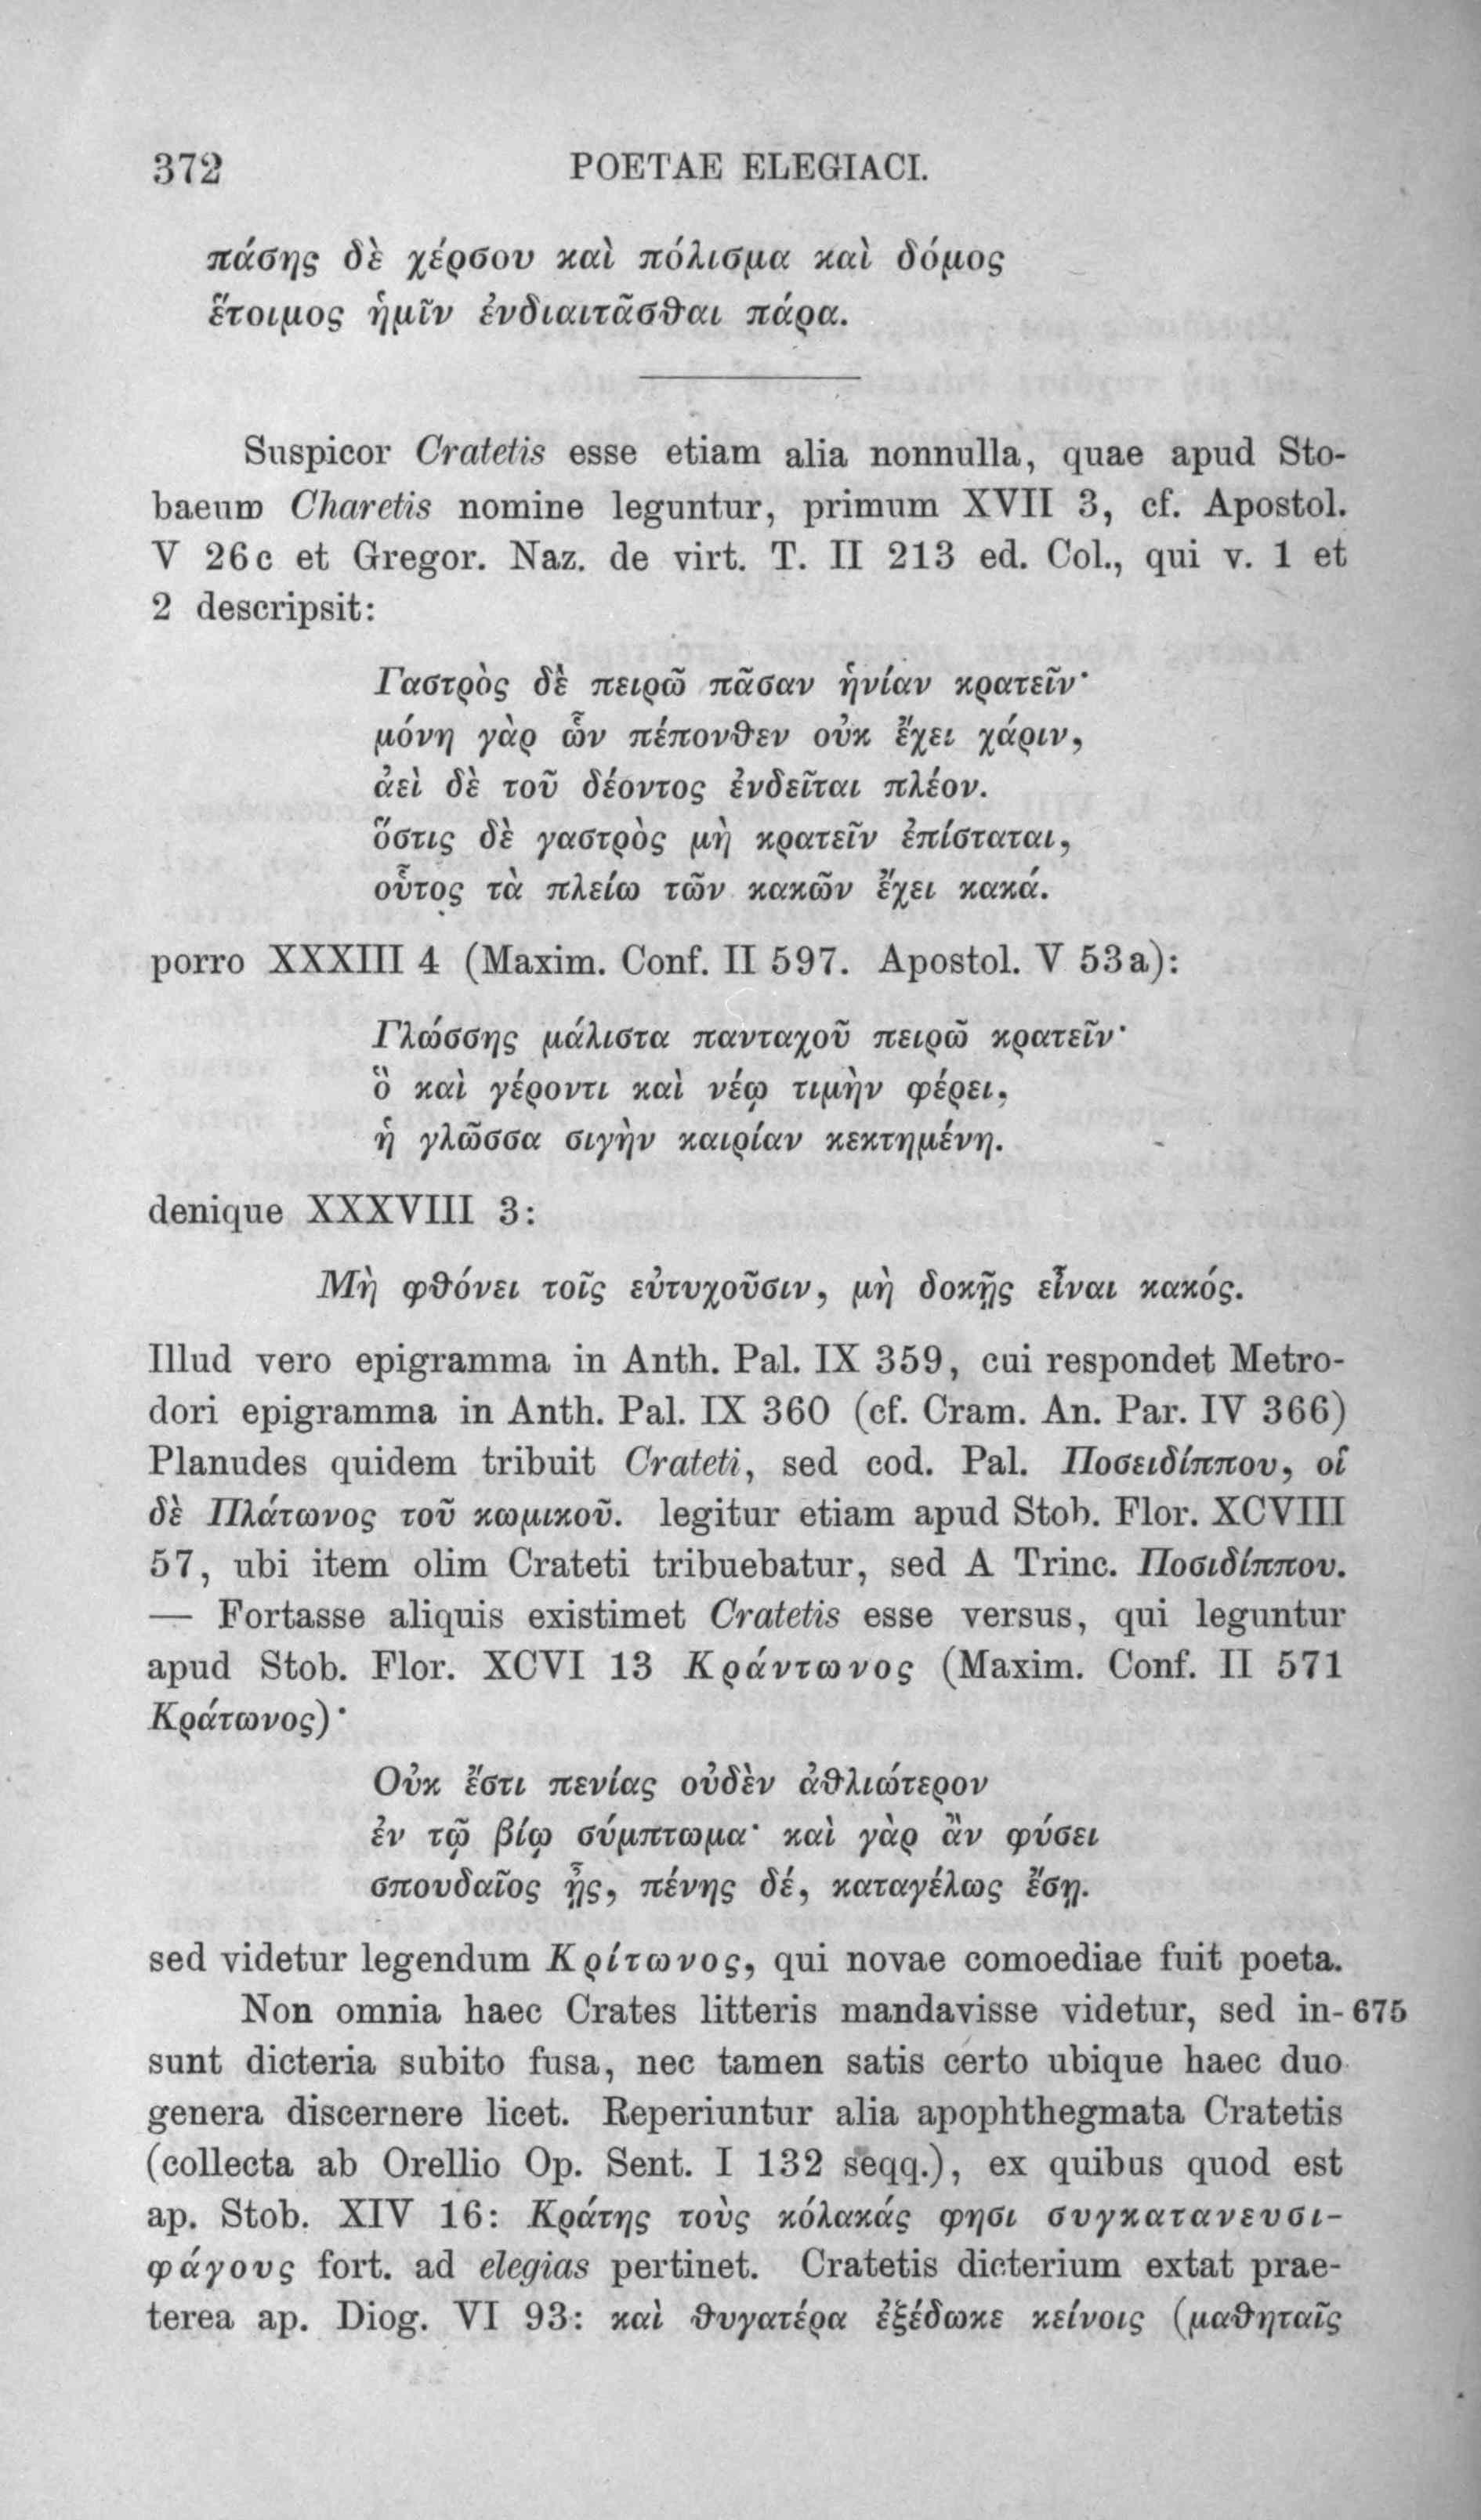 372 POETAE ELEGIACI.
πάσης δὲ χέρσου καὶ πόλισμα καὶ δόμος
ἕτοιμος ἡμῖν ἐνδιαιτᾶσθαι πάρα.
Suspicor Cratetis esse etiam alia nonnulla, quae apud Sto-
baeum Charetis nomine leguntur, primum XVII 3, cf. Apostol.
V 26c et Gregor. Naz. de virt. T. II 213 ed. Col., qui v. 1 et
2 descripsit:
Γαστρὸς δὲ πειρῶ πᾶσαν ἡνίαν κρατεῖν·
μόνη γὰρ ὧν πέπονθεν οὐκ ἔχει χάριν,
ἀεὶ δὲ τοῦ δέοντος ἐνδεῖται πλέον.
ὅστις δὲ γαστρὸς μὴ κρατεῖν ἐπίσταται,
οὗτος τὰ πλείω τῶν κακῶν ἔχει κακά.
porro XXXIII 4 (Maxim. Conf. II 597. Apostol. V 53a):
Γλώσσης μάλιστα πανταχοῦ πειρῶ κρατεῖν·
ὃ καὶ γέροντι καὶ νέῳ τιμὴν φέρει,
ἡ γλῶσσα σιγὴν καιρίαν κεκτημένη.
denique XXXVIII 3:
Μὴ φθόνει τοῖς εὐτυχοῦσιν, μὴ δοκῇς εἶναι κακός.
Illud vero epigramma in Anth. Pal. IX 359, cui respondet Metro-
dori epigramma in Anth. Pal. IX 360 (cf. Cram. An. Par. IV 366)
Planudes quidem tribuit Crateti, sed cod. Pal. Ποσειδίππου, οἱ
δὲ Πλάτωνος τοῦ κωμικοῦ. legitur etiam apud Stob. Flor. XCVIII
57, ubi item olim Crateti tribuebatur, sed A Trinc. Ποσιδίππου.
— Fortasse aliquis existimet Cratetis esse versus, qui leguntur
apud Stob. Flor. XCVI 13 Κράντωνος (Maxim. Conf. II 571
Κράτωνος)·
Οὐκ ἔστι πενίας οὐδὲν ἀθλιώτερον
ἐν τῷ βίῳ σύμπτωμα· καὶ γὰρ ἂν φύσει
σπουδαῖος ᾖς, πένης δέ, καταγέλως ἔσῃ.
sed videtur legendum Κρίτωνος, qui novae comoediae fuit poeta.
Non omnia haec Crates litteris mandavisse videtur, sed in- 675
sunt dicteria subito fusa, nec tamen satis certo ubique haec duo
genera discernere licet. Reperiuntur alia apophthegmata Cratetis
(collecta ab Orellio Op. Sent. I 132 seqq.), ex quibus quod est
ap. Stob. XIV 16: Κράτης τοὺς κόλακάς φησι συγκατανευσι-
φάγους fort. ad elegias pertinet. Cratetis dicterium extat prae-
terea ap. Diog. VI 93: καὶ θυγατέρα ἐξέδωκε κείνοις (μαθηταῖς